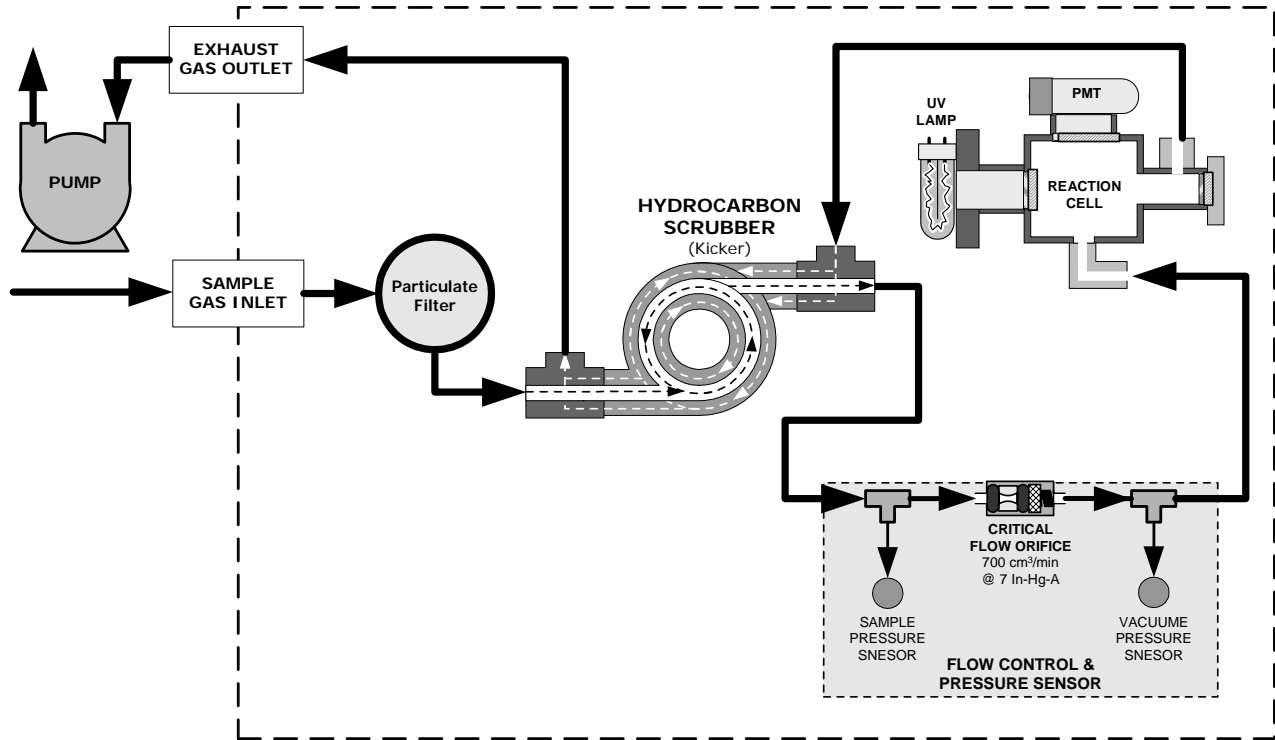 EXHAUST
GAS OUTLET
PUMP
SAMPLE
GAS INLET
Particulate
Filter
HYDROCARBON
SCRUBBER
(Kicker)
UV
LAMP
PMT
REACTION
CELL
CRITICAL
FLOW ORIFICE
700 cm³/min
@ 7 In-Hg-A
SAMPLE
PRESSURE
SNESOR
VACUUME
PRESSURE
SNESOR
FLOW CONTROL &
PRESSURE SENSOR